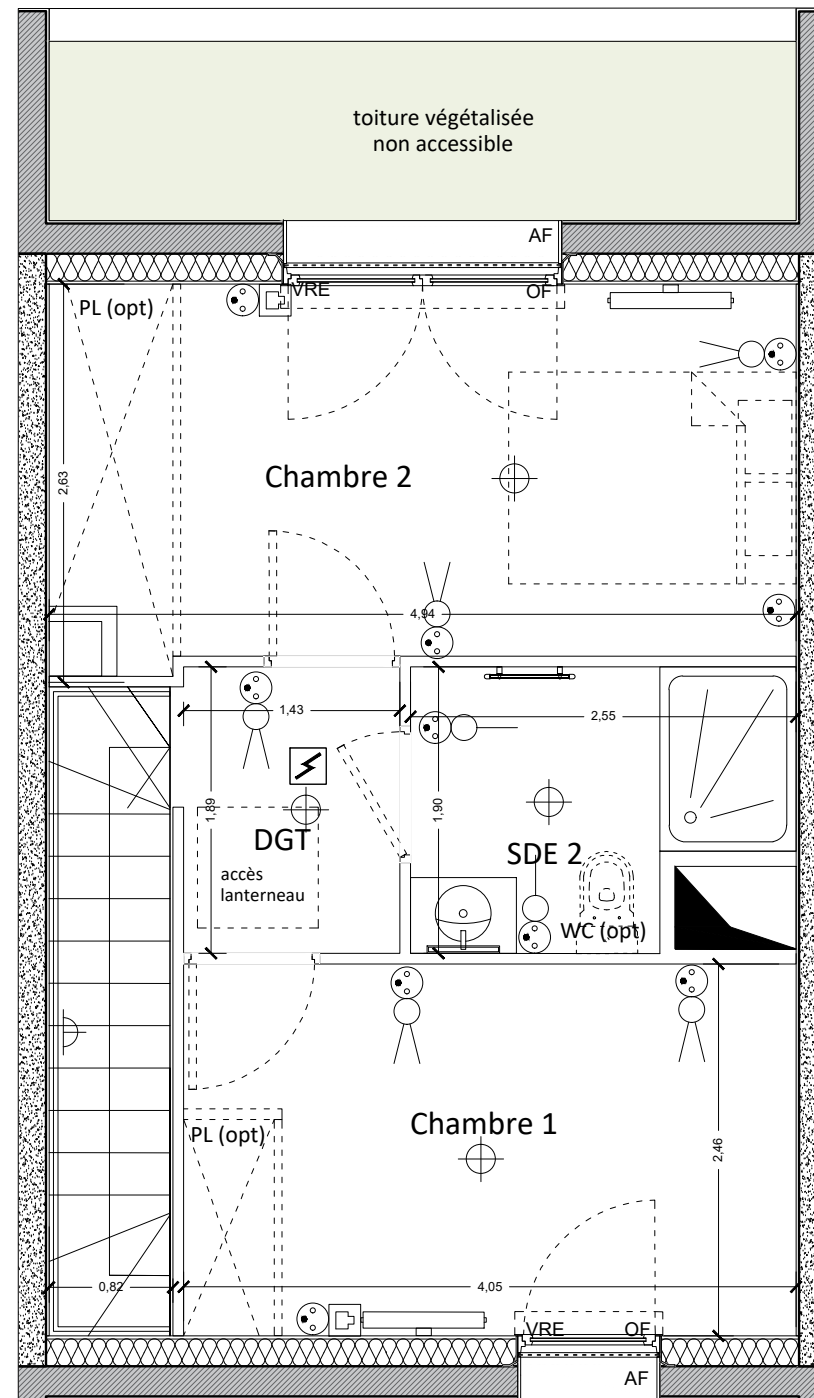 toiture végétalisée
non accessible
AF
VRE
OF
PL (opt)
Chambre 2
2,63
4,94
1,43
2,55
1,89
1,90
DGT
SDE 2
accès
lanterneau
WC (opt)
Chambre 1
PL (opt)
2,46
0,82
4,05
VRE
OF
AF